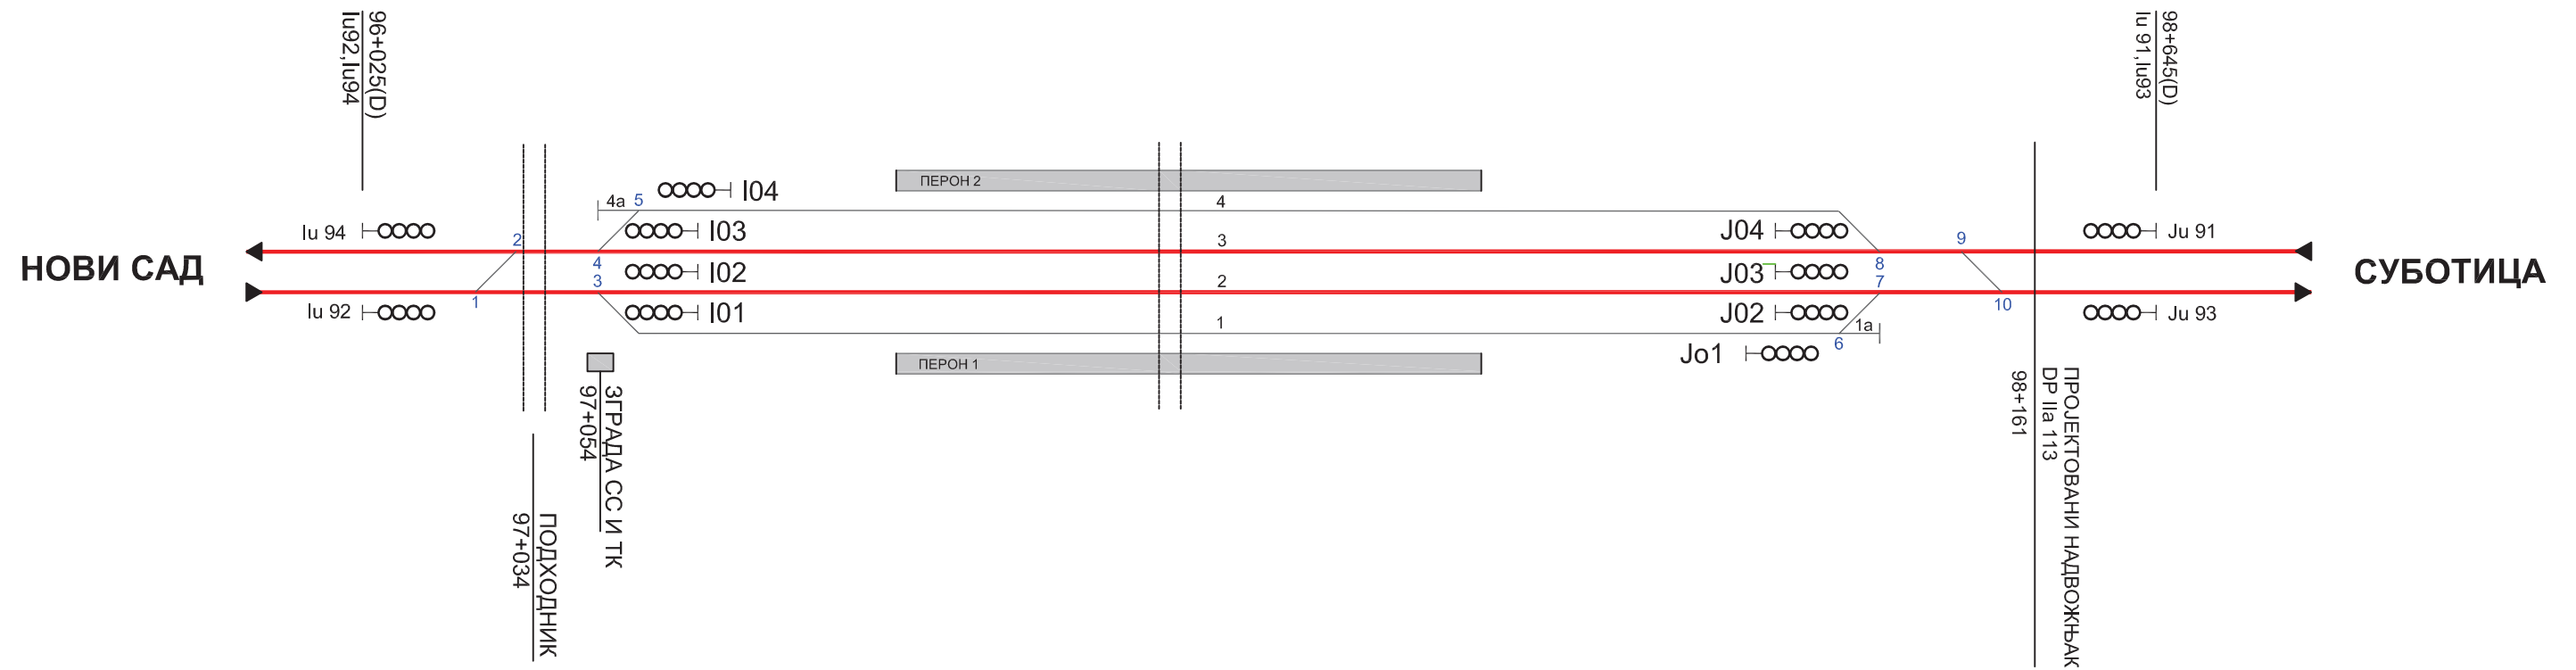 96+025(D)
Iu92,Iu94
98+645(D)
Iu 91,Iu93
ПЕРОН 2
I04
4a
5
4
Iu 94
I03
J04
Ju 91
2
3
9
НОВИ САД
4
I02
J03
8
СУБОТИЦА
3
7
2
1
10
Iu 92
I01
J02
Ju 93
1
1a
6
Jo1
ПЕРОН 1
ЗГРАДА СС И ТК
97+054
ПОДХОДНИК
97+034
ПРОЈЕКТОВАНИ НАДВОЖЊАК
DP IIa 113
98+161